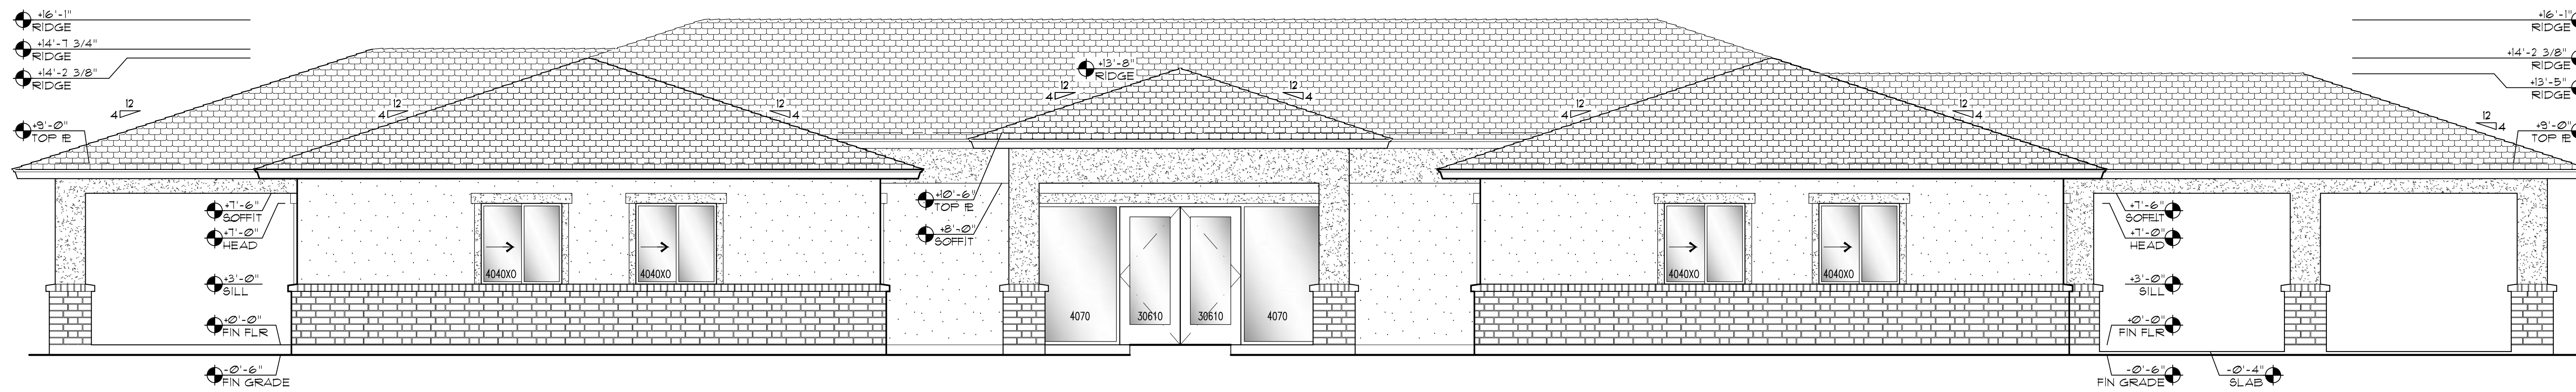 +16'-1"
RIDGE
+14'-7 3/4"
RIDGE
+14'-2 3/8"
RIDGE
12
4
+9'-0"
TOP PL
12
4
12
4
+13'-8"
RIDGE
12
4
12
4
12
4
12
4
+16'-1"
RIDGE
+14'-2 3/8"
RIDGE
+13'-5"
RIDGE
12
4
+9'-0"
TOP PL
+7'-6"
SOFFIT
+7'-0"
HEAD
+3'-0"
SILL
+0'-0"
FIN FLR
-0'-6"
FIN GRADE
4040XO
4040XO
+10'-6"
TOP PL
+8'-0"
SOFFIT
4070
30610
30610
4070
4040XO
4040XO
+7'-6"
SOFFIT
+7'-0"
HEAD
+3'-0"
SILL
+0'-0"
FIN FLR
-0'-6"
FIN GRADE
-0'-4"
SLAB